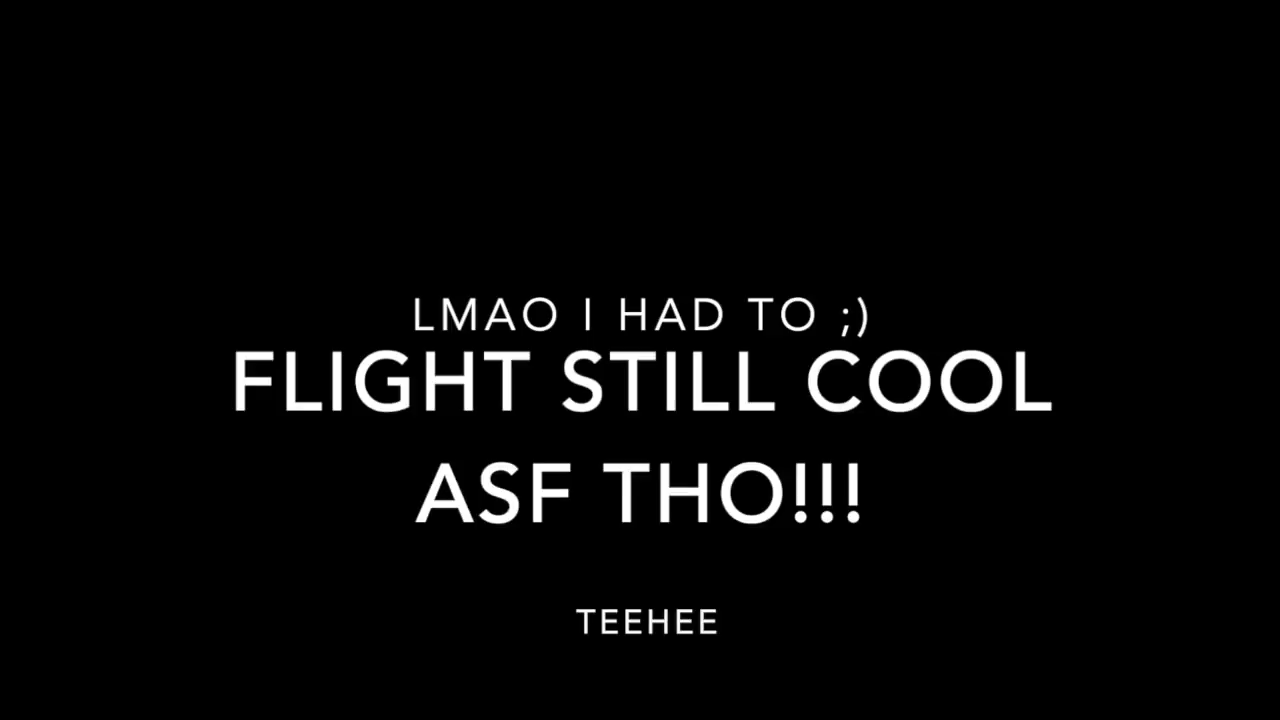 LMAO I HAD TO ;)
FLIGHT STILL COOL
ASF THO!!!
TEEHEE